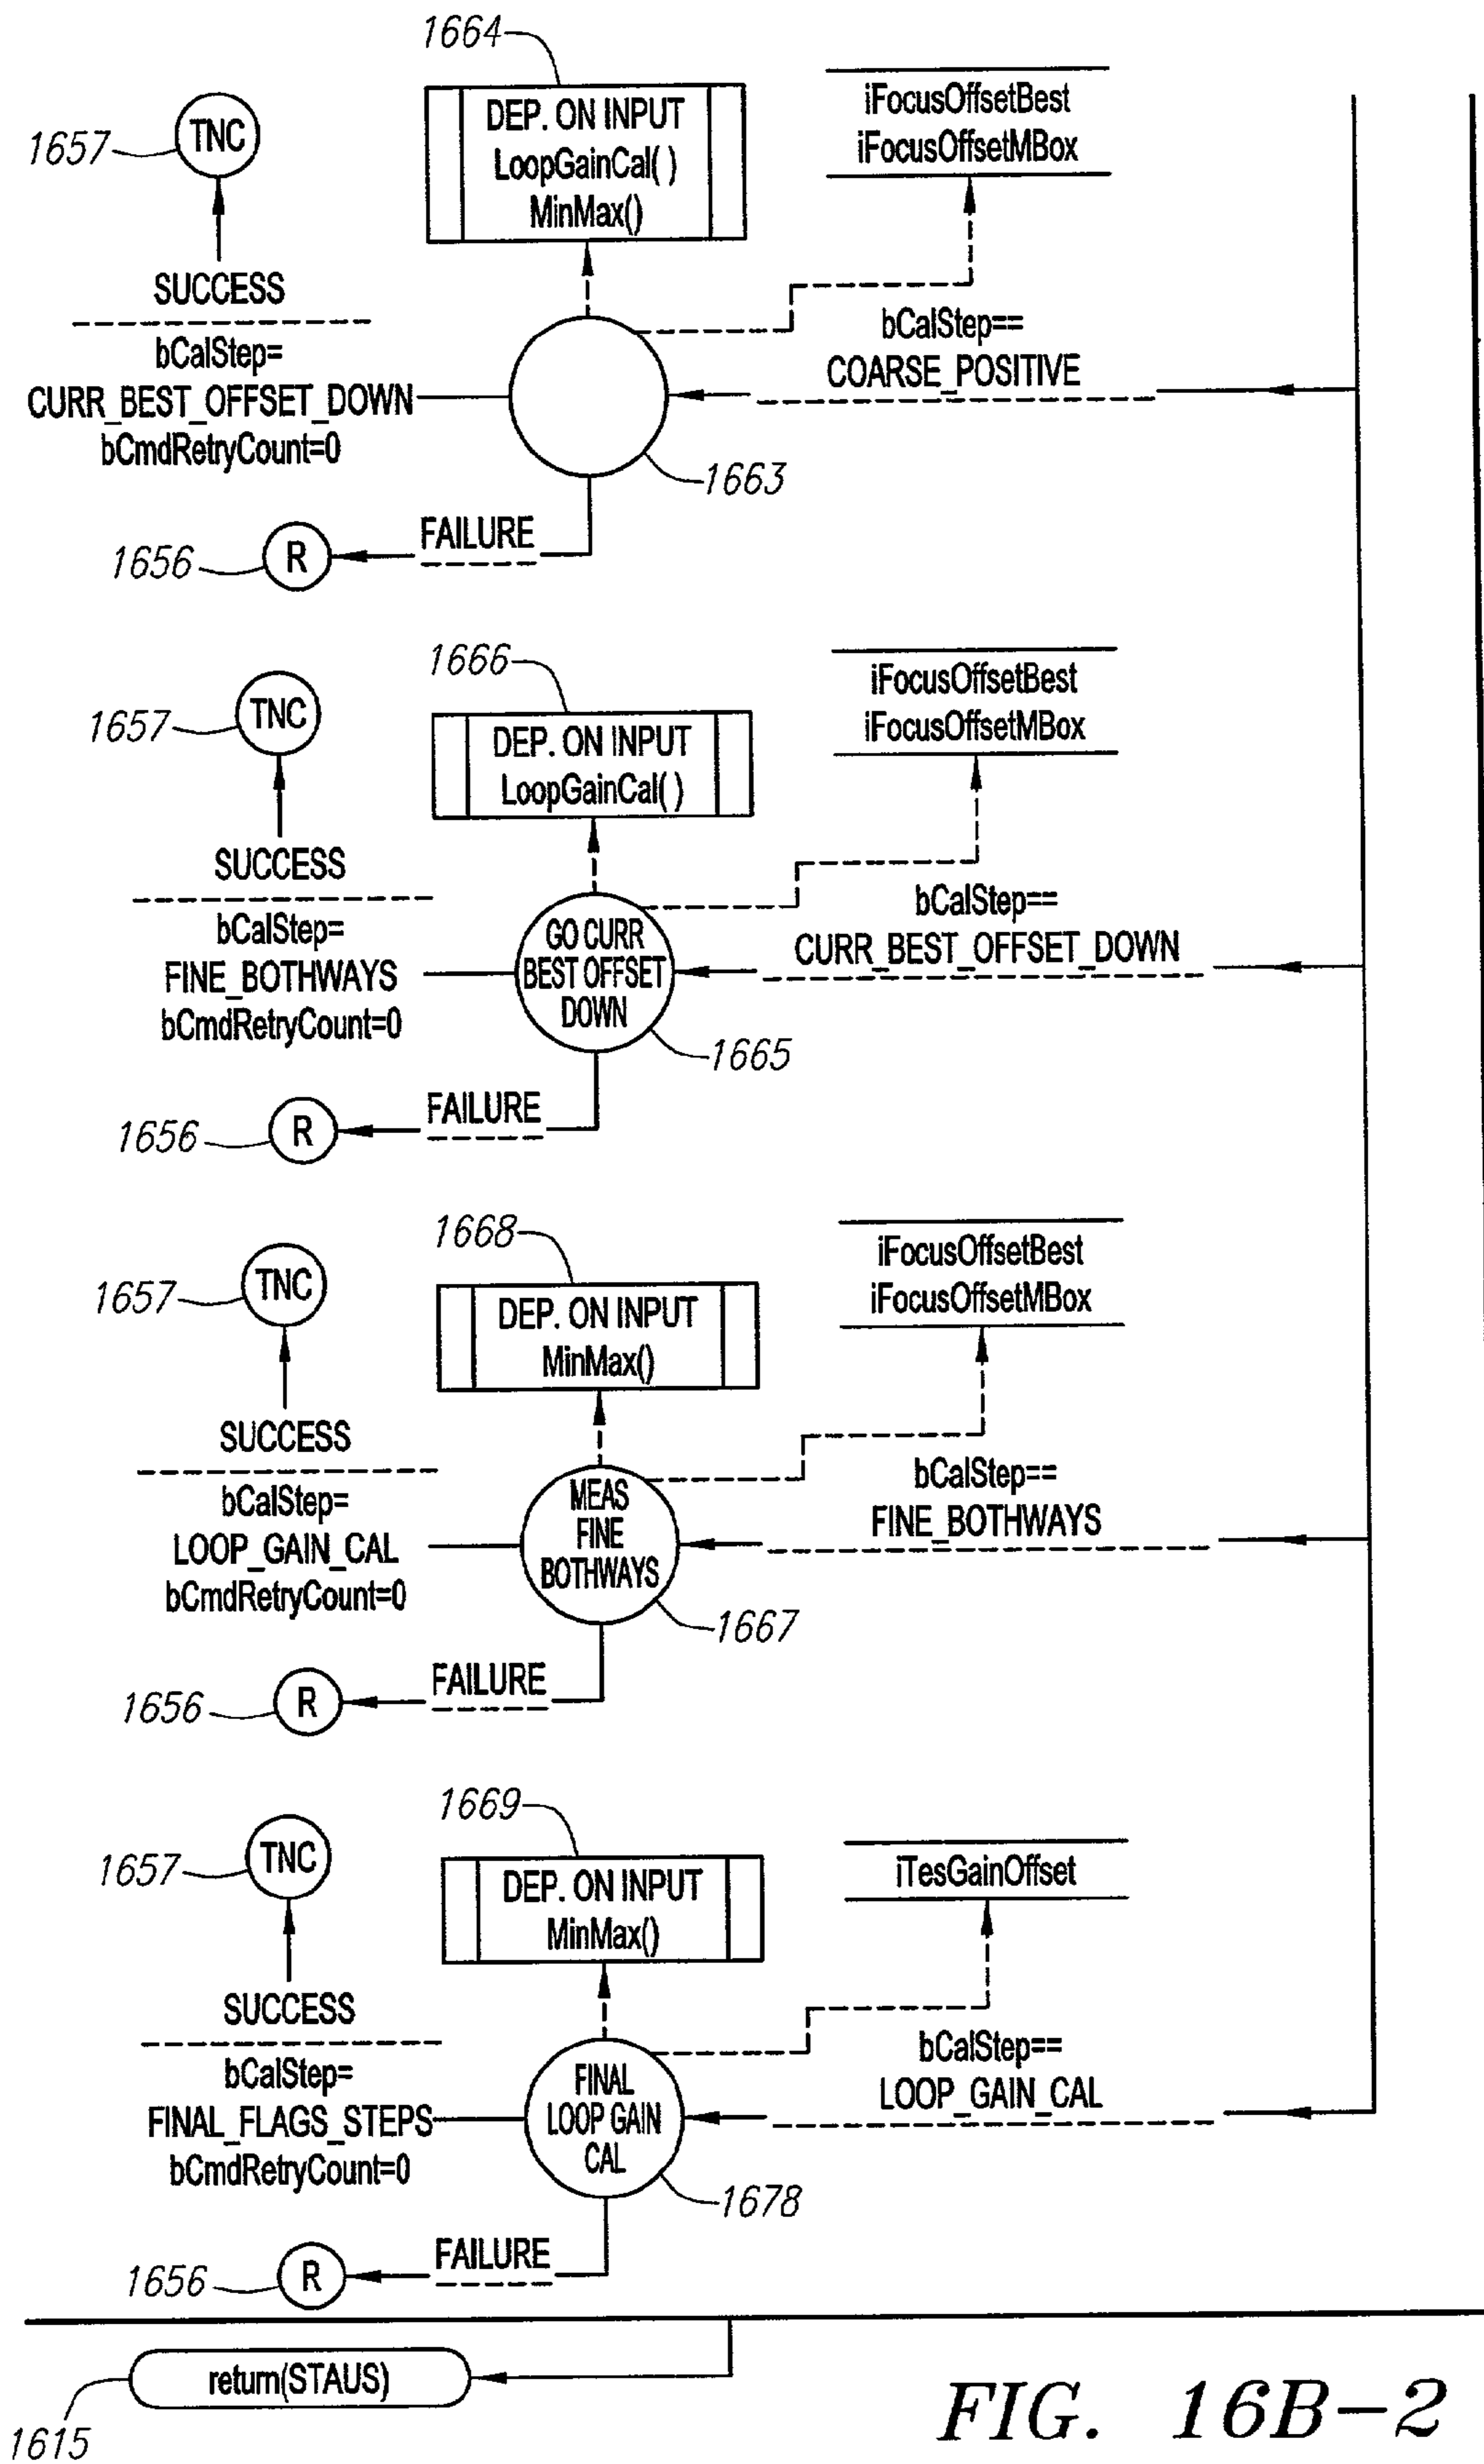 1664
DEP. ON INPUT
LoopGainCal( )
MinMax()
iFocusOffsetBest
iFocusOffsetMBox
1657
TNC
SUCCESS
bCalStep=
CURR_BEST_OFFSET_DOWN
bCmdRetryCount=0
bCalStep==
COARSE_POSITIVE
1663
FAILURE
R
1656
1666
DEP. ON INPUT
LoopGainCal( )
iFocusOffsetBest
iFocusOffsetMBox
1657
TNC
SUCCESS
bCalStep=
FINE_BOTHWAYS
bCmdRetryCount=0
GO CURR
BEST OFFSET
DOWN
bCalStep==
CURR_BEST_OFFSET_DOWN
1665
FAILURE
R
1656
1668
DEP. ON INPUT
MinMax()
iFocusOffsetBest
iFocusOffsetMBox
1657
TNC
SUCCESS
bCalStep=
LOOP_GAIN_CAL
bCmdRetryCount=0
MEAS
FINE
BOTHWAYS
bCalStep==
FINE_BOTHWAYS
1667
FAILURE
R
1656
1669
DEP. ON INPUT
MinMax()
iTesGainOffset
1657
TNC
SUCCESS
bCalStep=
FINAL_FLAGS_STEPS
bCmdRetryCount=0
FINAL
LOOP GAIN
CAL
bCalStep==
LOOP_GAIN_CAL
1678
FAILURE
R
1656
return(STAUS)
1615
FIG. 16B-2